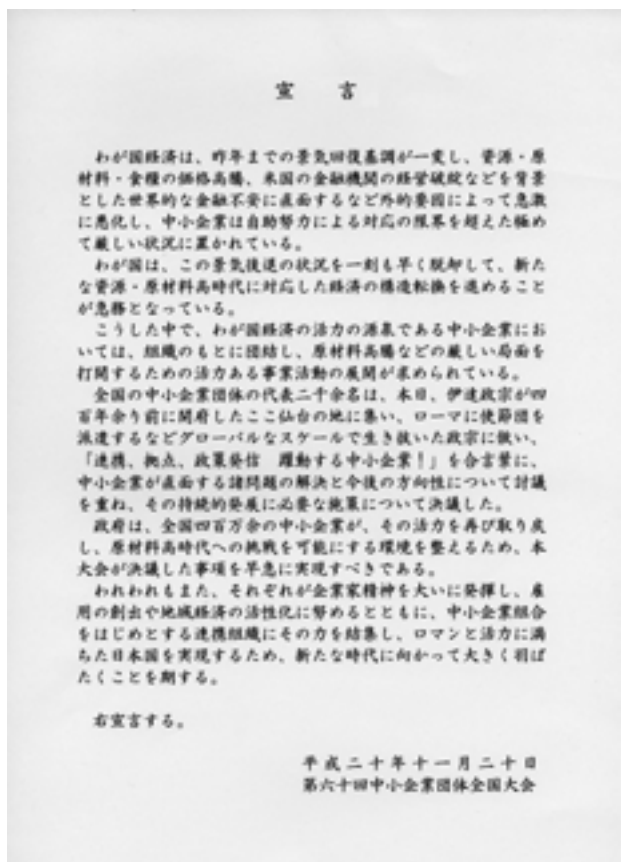 宣　言
わが国経済は、昨年までの景気回復基調が一変し、資源・原
材料・食糧の価格高騰、米国の金融機関の経営破綻などを背景
とした世界的な金融不安に直面するなど外的要因によって急激
に悪化し、中小企業は自助努力による対応の限界を超えた極め
て厳しい状況に置かれている。
わが国は、この景気後退の状況を一刻も早く脱却して、新た
な資源・原材料高時代に対応した経済の構造転換を進めること
が急務となっている。
こうした中で、わが国経済の活力の源泉である中小企業にお
いては、組織のもとに団結し、原材料高騰などの厳しい局面を
打開するための活力ある事業活動の展開が求められている。
全国の中小企業団体の代表二千余名は、本日、伊達政宗が四
百年余り前に開府したここ仙台の地に集い、ローマに使節団を
派遣するなどグローバルなスケールで生き抜いた政宗に倣い、
「連携、拠点、政策発信　躍動する中小企業！」を合言葉に、
中小企業が直面する諸問題の解決と今後の方向性について討議
を重ね、その持続的発展に必要な施策について決議した。
政府は、全国四百万余の中小企業が、その活力を再び取り戻
し、原材料高時代への挑戦を可能にする環境を整えるため、本
大会が決議した事項を早急に実現すべきである。
われわれもまた、それぞれが企業家精神を大いに発揮し、雇
用の創出や地域経済の活性化に努めるとともに、中小企業組合
をはじめとする連携組織にその力を結集し、ロマンと活力に満
ちた日本国を実現するため、新たな時代に向かって大きく羽ば
たくことを期する。
右宣言する。
平成二十年十一月二十日
第六十回中小企業団体全国大会